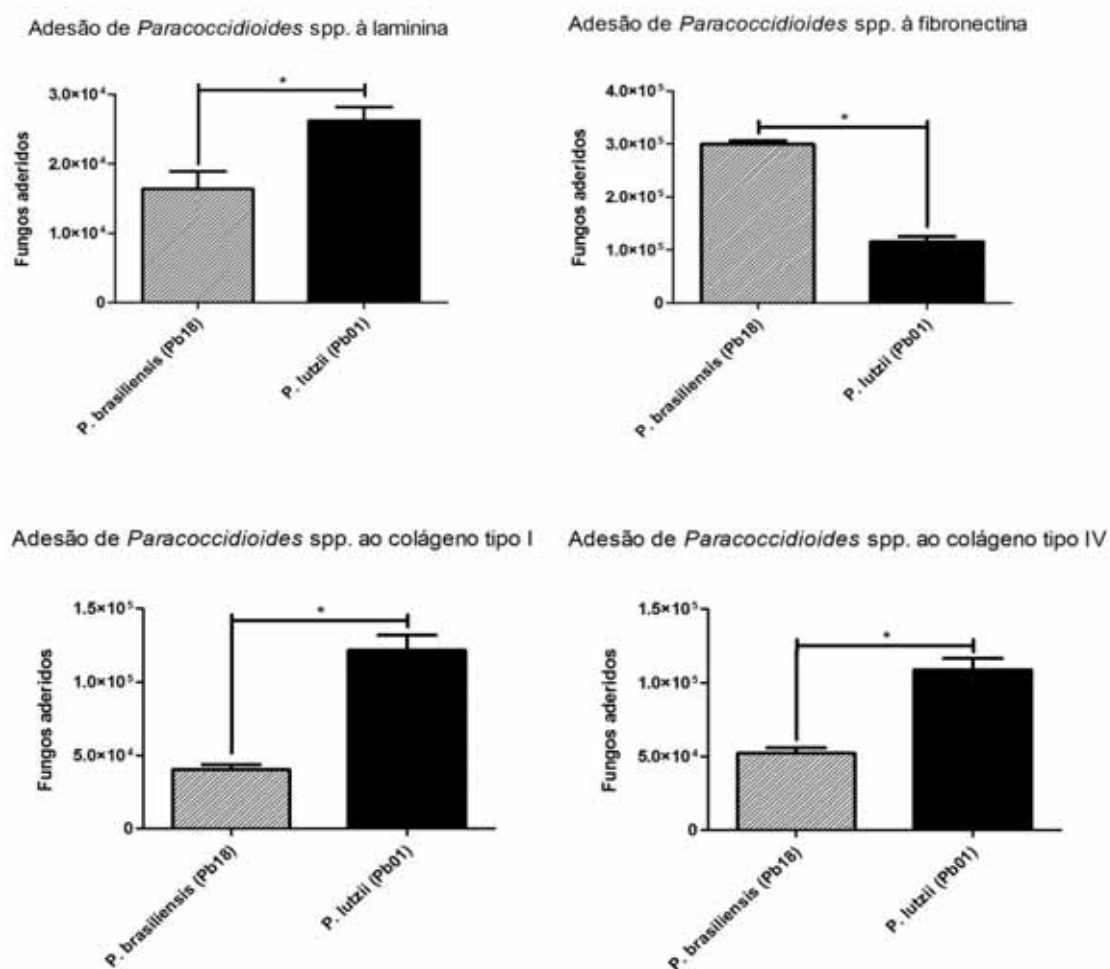 Adesão de Paracoccidioides spp. à laminina
Fungos aderidos
3.0×10⁴
2.0×10⁴
1.0×10⁴
0
*
P. brasiliensis (Pb18)
P. lutzii (Pb01)
Adesão de Paracoccidioides spp. à fibronectina
Fungos aderidos
4.0×10⁵
3.0×10⁵
2.0×10⁵
1.0×10⁵
0
*
P. brasiliensis (Pb18)
P. lutzii (Pb01)
Adesão de Paracoccidioides spp. ao colágeno tipo I
Fungos aderidos
1.5×10⁵
1.0×10⁵
5.0×10⁴
0
*
P. brasiliensis (Pb18)
P. lutzii (Pb01)
Adesão de Paracoccidioides spp. ao colágeno tipo IV
Fungos aderidos
1.5×10⁵
1.0×10⁵
5.0×10⁴
0
*
P. brasiliensis (Pb18)
P. lutzii (Pb01)